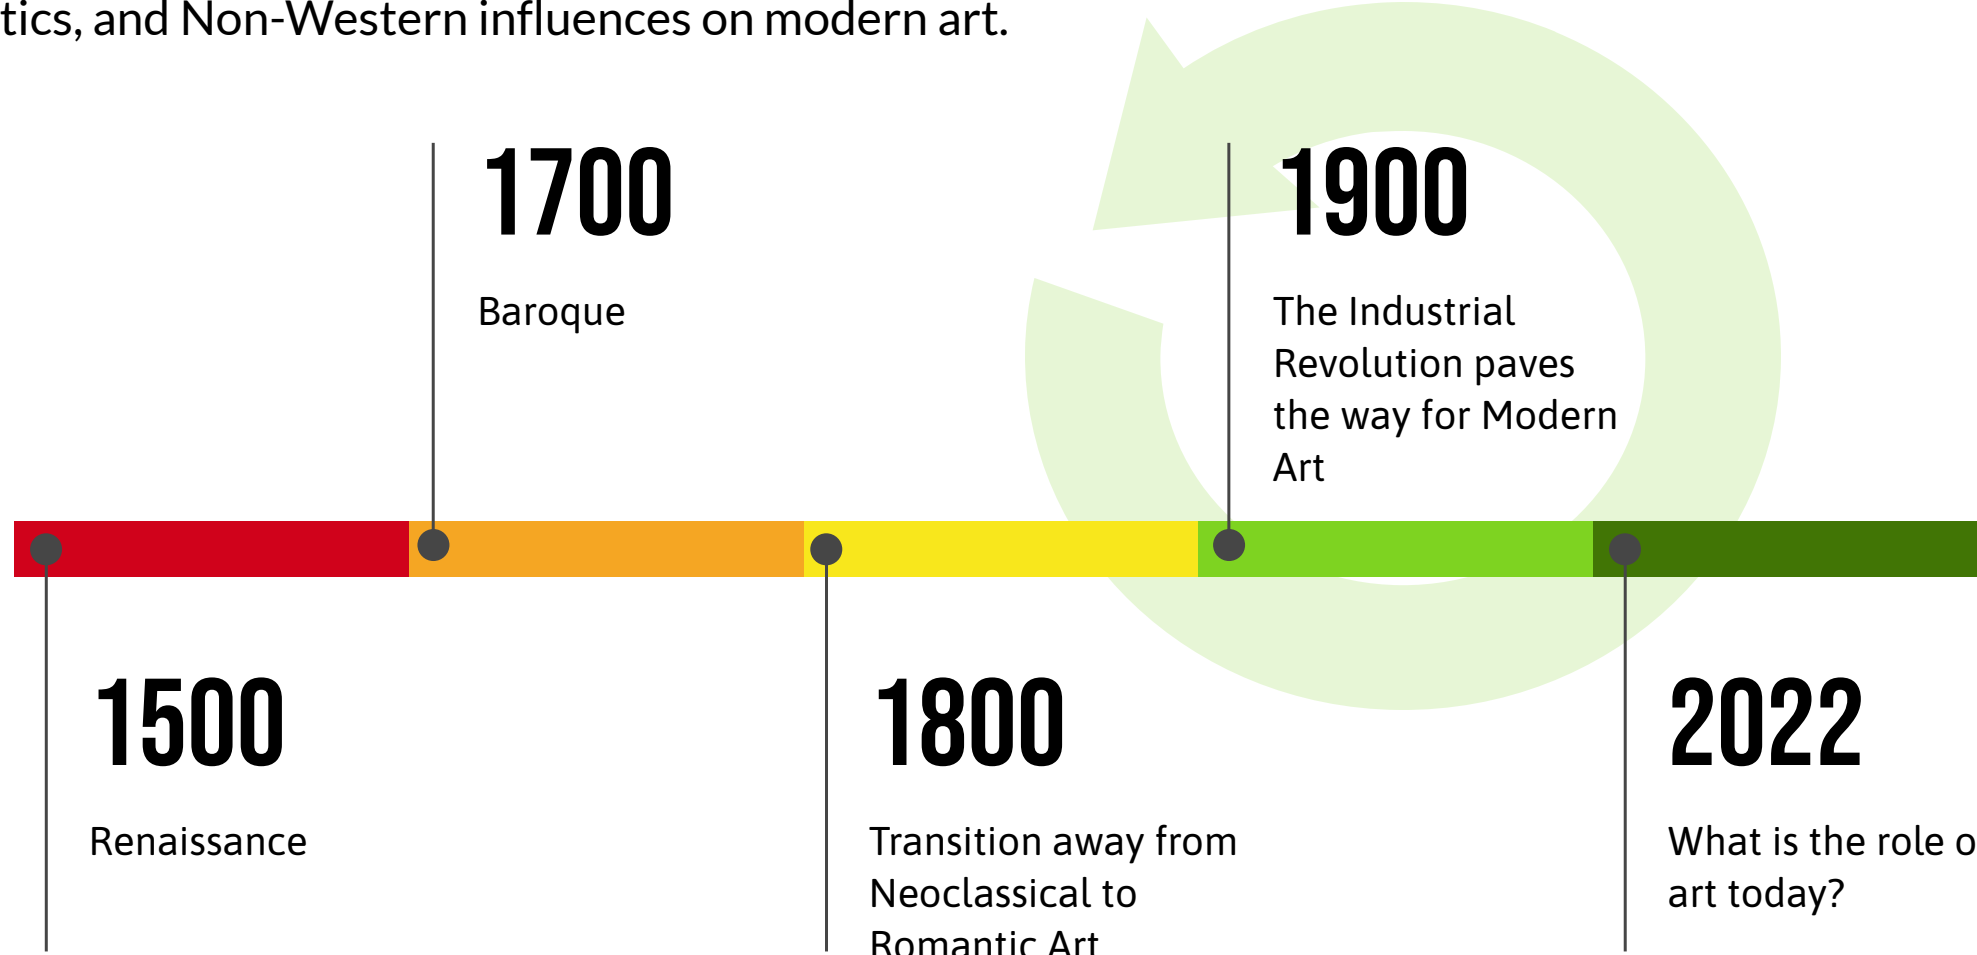 tics, and Non-Western influences on modern art.
1700
Baroque
1900
The Industrial
Revolution paves
the way for Modern
Art
1500
Renaissance
1800
Transition away from
Neoclassical to
Romantic Art
2022
What is the role o
art today?